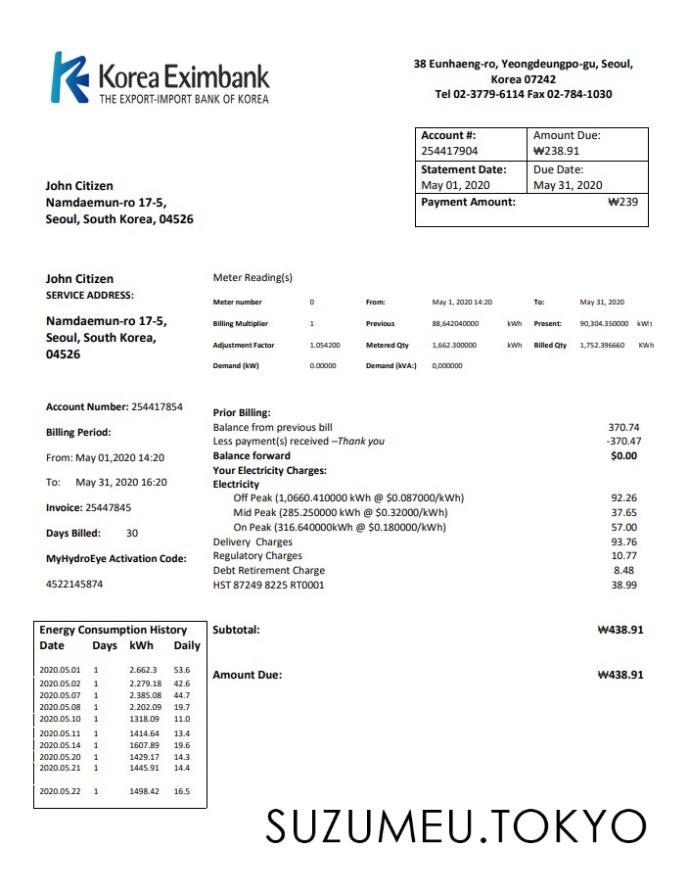 Korea Eximbank
THE EXPORT-IMPORT BANK OF KOREA
38 Eunhaeng-ro, Yeongdeungpo-gu, Seoul,
Korea 07242
Tel 02-3779-6114 Fax 02-784-1030
Account #: Amount Due:
254417904 ₩238.91
Statement Date: Due Date:
May 01, 2020 May 31, 2020
Payment Amount: ₩239
John Citizen
Namdaemun-ro 17-5,
Seoul, South Korea, 04526
John Citizen
SERVICE ADDRESS:
Namdaemun-ro 17-5,
Seoul, South Korea,
04526
Meter Reading(s)
Meter number 0 From: May 1, 2020 14:20 To: May 31, 2020
Billing Multiplier 1 Previous 88,642040000 kWh Present: 90,304.350000 kWh
Adjustment Factor 1.054200 Metered Qty 1,662.300000 kWh Billed Qty 1,752.396660 KWh
Demand (kW) 0.00000 Demand (kVA:) 0,000000
Account Number: 254417854
Billing Period:
From: May 01,2020 14:20
To: May 31, 2020 16:20
Invoice: 25447845
Days Billed: 30
MyHydroEye Activation Code:
4522145874
Prior Billing:
Balance from previous bill 370.74
Less payment(s) received –Thank you -370.47
Balance forward $0.00
Your Electricity Charges:
Electricity
Off Peak (1,0660.410000 kWh @ $0.087000/kWh) 92.26
Mid Peak (285.250000 kWh @ $0.32000/kWh) 37.65
On Peak (316.640000kWh @ $0.180000/kWh) 57.00
Delivery Charges 93.76
Regulatory Charges 10.77
Debt Retirement Charge 8.48
HST 87249 8225 RT0001 38.99
Subtotal: ₩438.91
Amount Due: ₩438.91
Energy Consumption History
Date Days kWh Daily
2020.05.01 1 2.662.3 53.6
2020.05.02 1 2.279.18 42.6
2020.05.07 1 2.385.08 44.7
2020.05.08 1 2.202.09 19.7
2020.05.10 1 1318.09 11.0
2020.05.11 1 1414.64 13.4
2020.05.14 1 1607.89 19.6
2020.05.20 1 1429.17 14.3
2020.05.21 1 1445.91 14.4
2020.05.22 1 1498.42 16.5
SUZUMEU.TOKYO